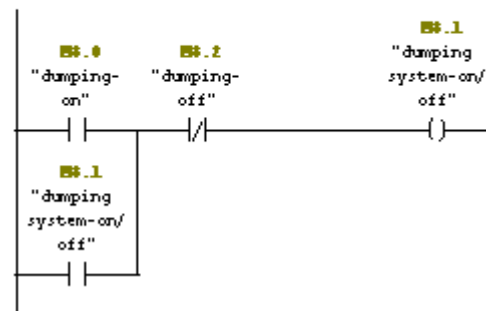 "dumping-
on"
"dumping-
off"
"dumping
system-on/
off"
"dumping
system-on/
off"